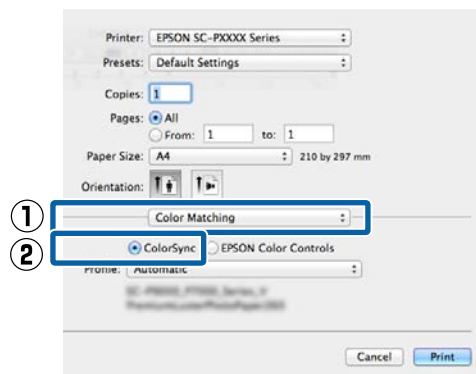 Printer: EPSON SC-PXXXX Series
Presets: Default Settings
Copies: 1
Pages: All
From: 1 to: 1
Paper Size: A4 210 by 297 mm
Orientation:
1 Color Matching
2 ColorSync EPSON Color Controls
Profile: Automatic
Cancel Print